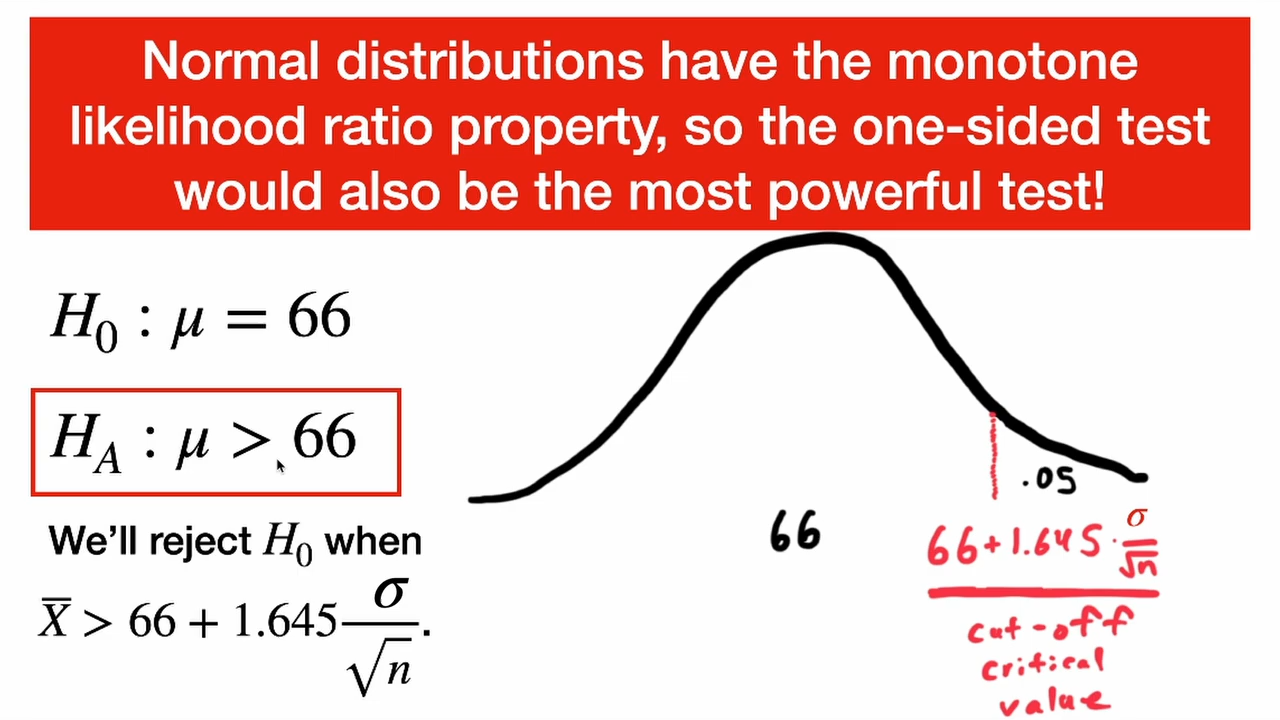 Normal distributions have the monotone
likelihood ratio property, so the one-sided test
would also be the most powerful test!
H₀ : μ = 66
H_A : μ > 66
We'll reject H₀ when
X̅ > 66 + 1.645 σ/√n.
.05
66
66+1.645 · σ/√n
cut-off
critical
value